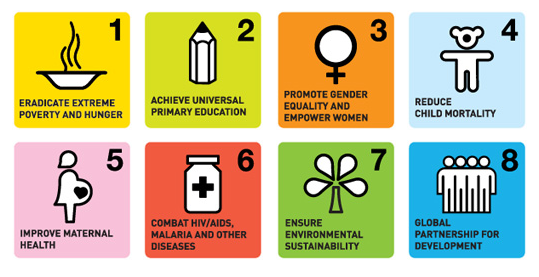 1
ERADICATE EXTREME
POVERTY AND HUNGER
2
ACHIEVE UNIVERSAL
PRIMARY EDUCATION
3
PROMOTE GENDER
EQUALITY AND
EMPOWER WOMEN
4
REDUCE
CHILD MORTALITY
5
IMPROVE MATERNAL
HEALTH
6
COMBAT HIV/AIDS,
MALARIA AND OTHER
DISEASES
7
ENSURE
ENVIRONMENTAL
SUSTAINABILITY
8
GLOBAL
PARTNERSHIP FOR
DEVELOPMENT